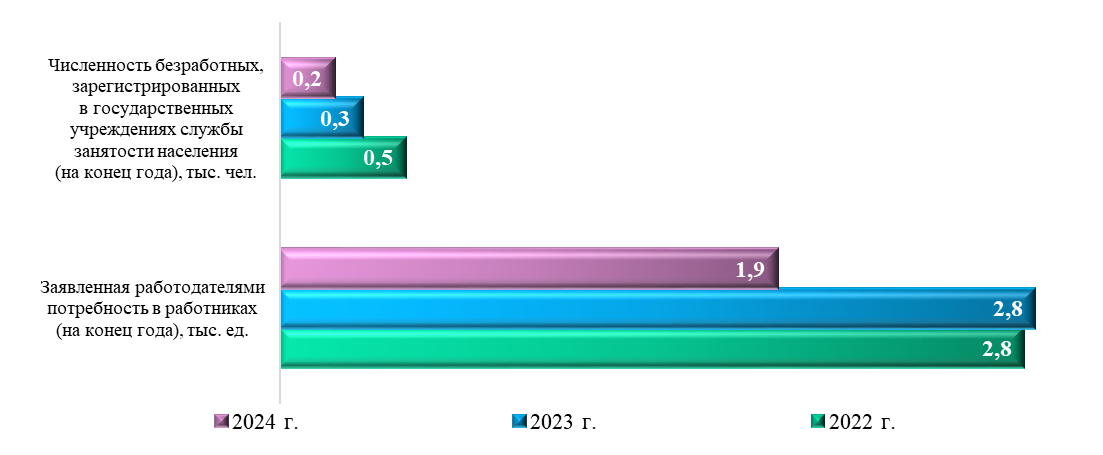 Численность безработных,
зарегистрированных
в государственных
учреждениях службы
занятости населения
(на конец года), тыс. чел.
0,2
0,3
0,5
Заявленная работодателями
потребность в работниках
(на конец года), тыс. ед.
1,9
2,8
2,8
2024 г.
2023 г.
2022 г.